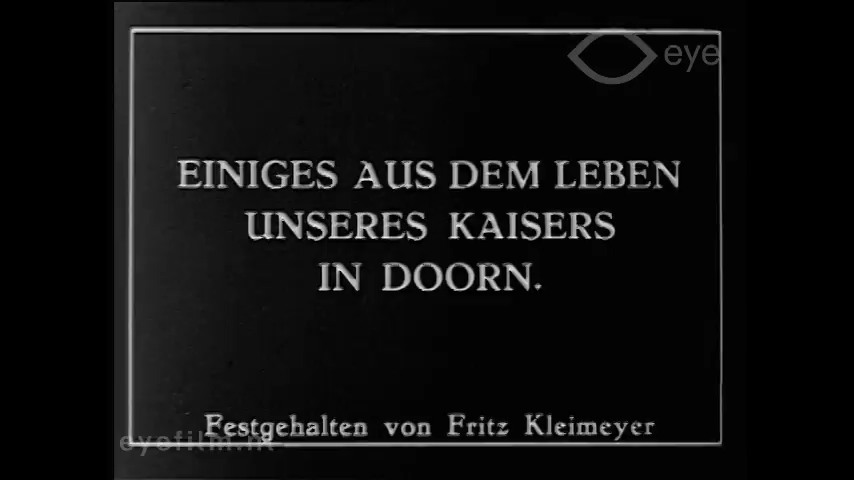 eye
EINIGES AUS DEM LEBEN
UNSERES KAISERS
IN DOORN.
Festgehalten von Fritz Kleimeyer
eyefilm.nl